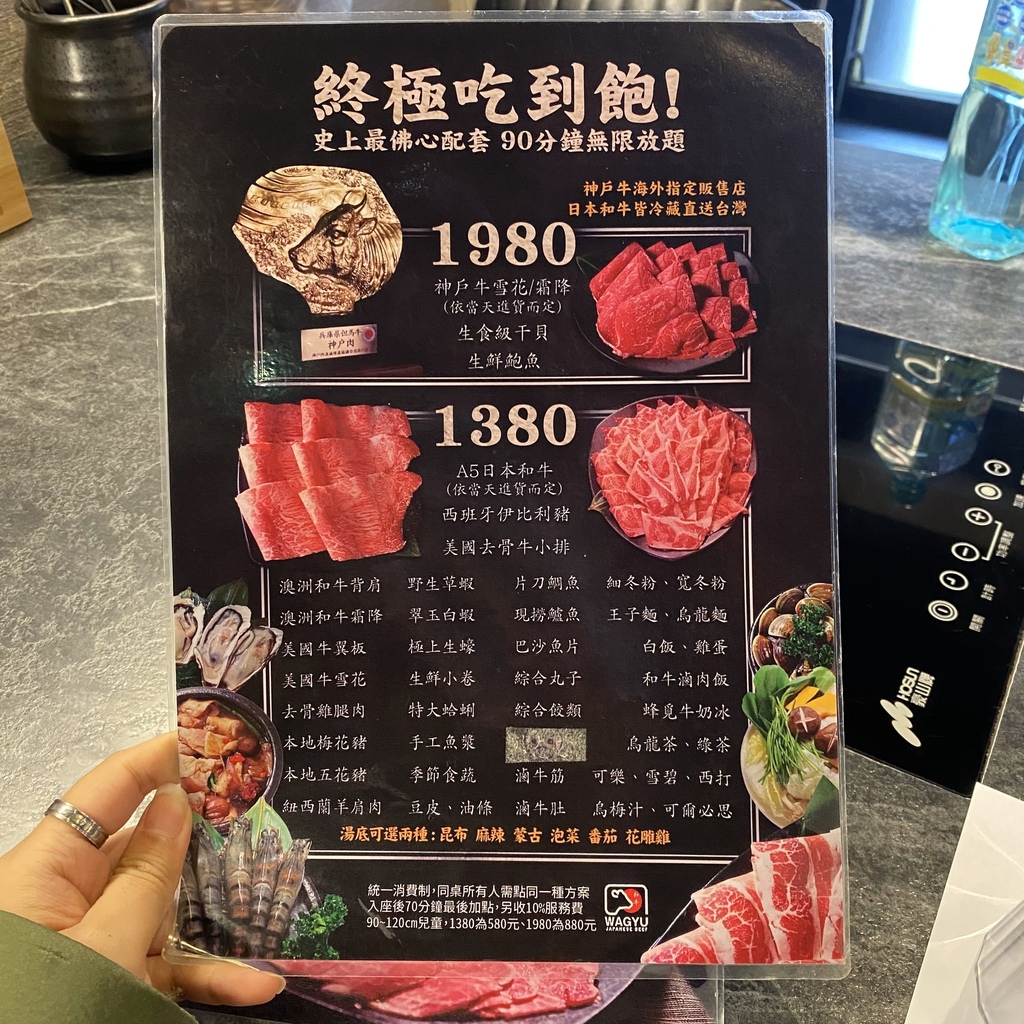 終極吃到飽!
史上最佛心配套 90分鐘無限放題
神戶牛海外指定販售店
日本和牛皆冷藏直送台灣
1980
神戶牛雪花/霜降
(依當天進貨而定)
生食級干貝
生鮮鮑魚
兵庫県但馬牛
神戸肉
1380
A5日本和牛
(依當天進貨而定)
西班牙伊比利豬
美國去骨牛小排
澳洲和牛背肩 野生草蝦 片刀鯛魚 細冬粉、寬冬粉
澳洲和牛霜降 翠玉白蝦 現撈鱸魚 王子麵、烏龍麵
美國牛翼板 極上生蠔 巴沙魚片 白飯、雞蛋
美國牛雪花 生鮮小卷 綜合丸子 和牛滷肉飯
去骨雞腿肉 特大蛤蜊 綜合餃類 蜂覓牛奶冰
本地梅花豬 手工魚漿 烏龍茶、綠茶
本地五花豬 季節食蔬 滷牛筋 可樂、雪碧、西打
紐西蘭羊肩肉 豆皮、油條 滷牛肚 烏梅汁、可爾必思
湯底可選兩種:昆布 麻辣 蒙古 泡菜 番茄 花雕雞
統一消費制,同桌所有人需點同一種方案
入座後70分鐘最後加點,另收10%服務費
90~120cm兒童,1380為580元、1980為880元
WAGYU
JAPANESE BEEF
HOSUN
豪山牌